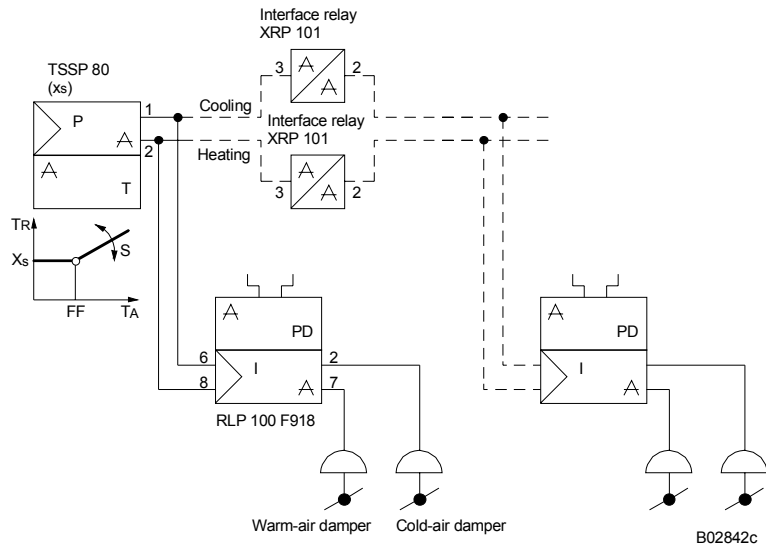 Interface relay
XRP 101
TSSP 80
(xs)
3
A
A
2
1
Cooling
P
A
Interface relay
XRP 101
2
Heating
A
T
3
A
A
2
TR
S
Xs
FF
TA
A
PD
A
PD
6
I
2
I
8
A
7
A
RLP 100 F918
Warm-air damper
Cold-air damper
B02842c